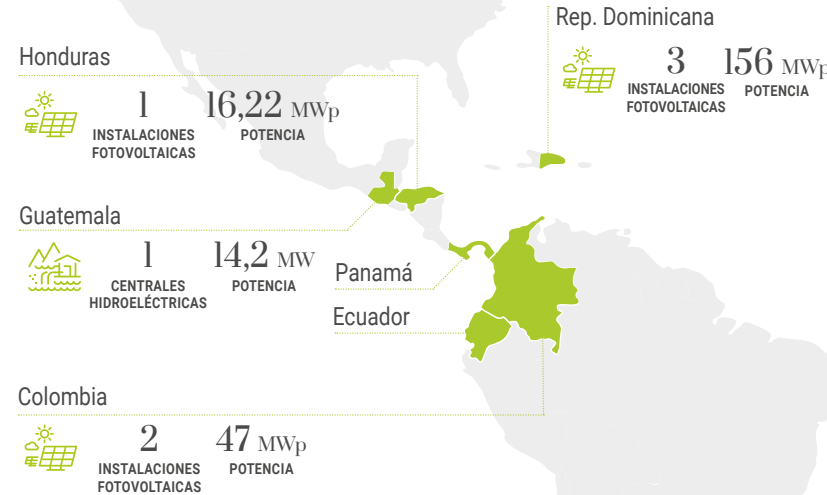 Rep. Dominicana
3 156 MWp
INSTALACIONES FOTOVOLTAICAS
POTENCIA
Honduras
1 16,22 MWp
INSTALACIONES FOTOVOLTAICAS
POTENCIA
Guatemala
1 14,2 MW
CENTRALES HIDROELÉCTRICAS
POTENCIA
Panamá
Ecuador
Colombia
2 47 MWp
INSTALACIONES FOTOVOLTAICAS
POTENCIA